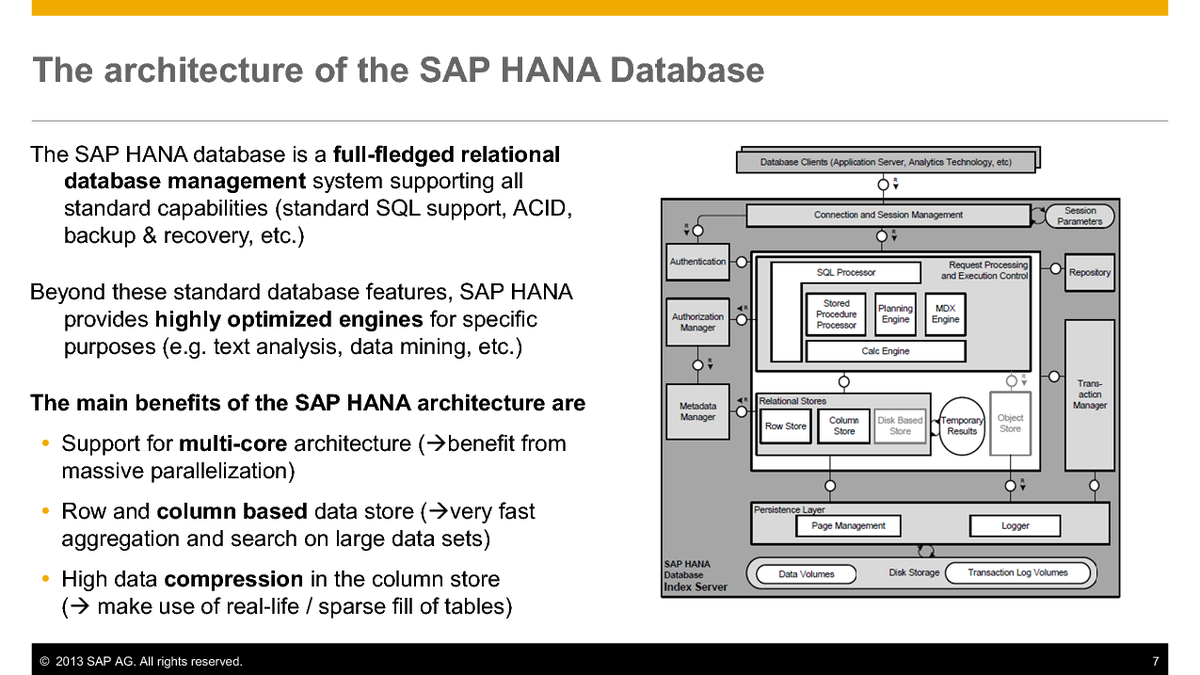 The architecture of the SAP HANA Database
The SAP HANA database is a full-fledged relational
database management system supporting all
standard capabilities (standard SQL support, ACID,
backup & recovery, etc.)
Beyond these standard database features, SAP HANA
provides highly optimized engines for specific
purposes (e.g. text analysis, data mining, etc.)
The main benefits of the SAP HANA architecture are
• Support for multi-core architecture (→benefit from
massive parallelization)
• Row and column based data store (→very fast
aggregation and search on large data sets)
• High data compression in the column store
(→ make use of real-life / sparse fill of tables)
Database Clients (Application Server, Analytics Technology, etc)
R
Connection and Session Management
Session
Parameters
R
R
Authentication
SQL Processor
Request Processing
and Execution Control
Repository
Stored
Procedure
Processor
Planning
Engine
MDX
Engine
Authorization
Manager
R
Calc Engine
R
R
Trans-
action
Manager
Metadata
Manager
R
Relational Stores
Row Store
Column
Store
Disk Based
Store
Temporary
Results
Object
Store
R
Persistence Layer
Page Management
Logger
SAP HANA
Database
Index Server
Data Volumes
Disk Storage
Transaction Log Volumes
© 2013 SAP AG. All rights reserved.
7